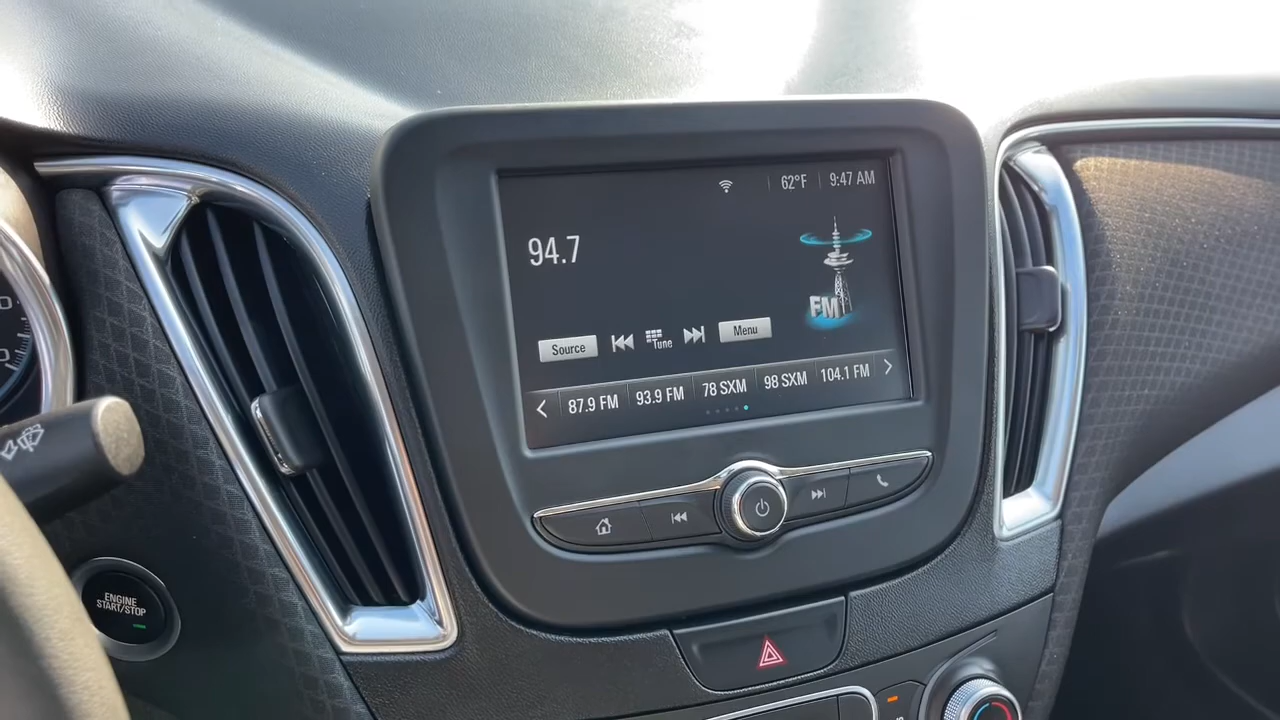 62°F 9:47 AM
94.7
FM
Source Tune Menu
87.9 FM 93.9 FM 78 SXM 98 SXM 104.1 FM
ENGINE
START/STOP